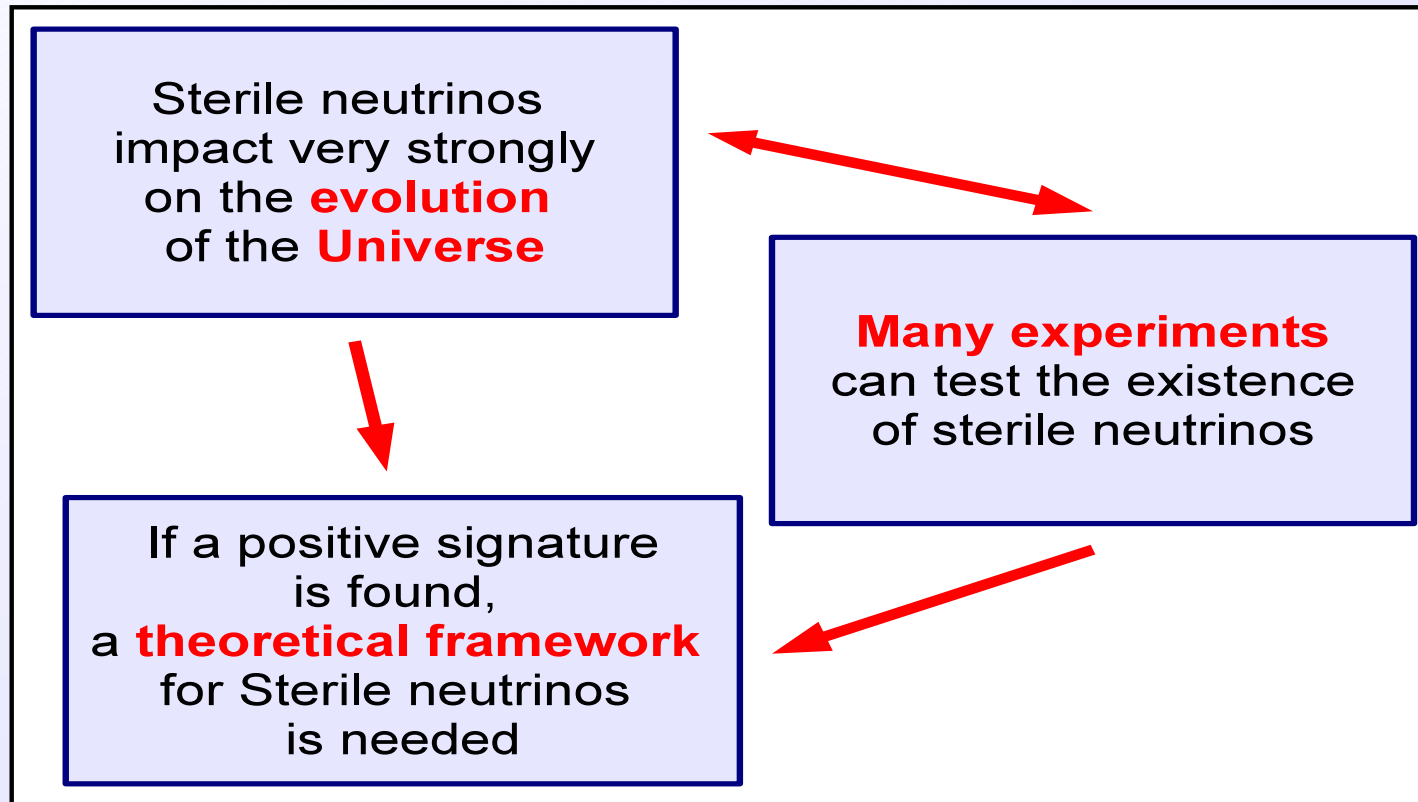 Sterile neutrinos
impact very strongly
on the evolution
of the Universe
Many experiments
can test the existence
of sterile neutrinos
If a positive signature
is found,
a theoretical framework
for Sterile neutrinos
is needed